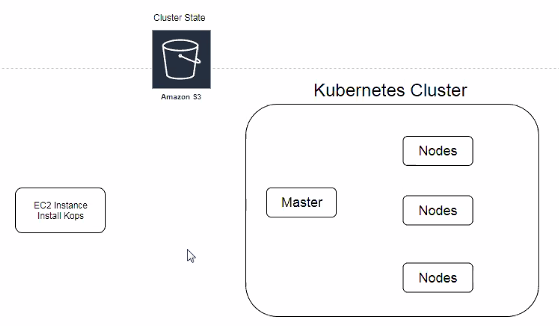 Cluster State
Amazon S3
Kubernetes Cluster
Nodes
Master
Nodes
EC2 Instance
Install Kops
Nodes